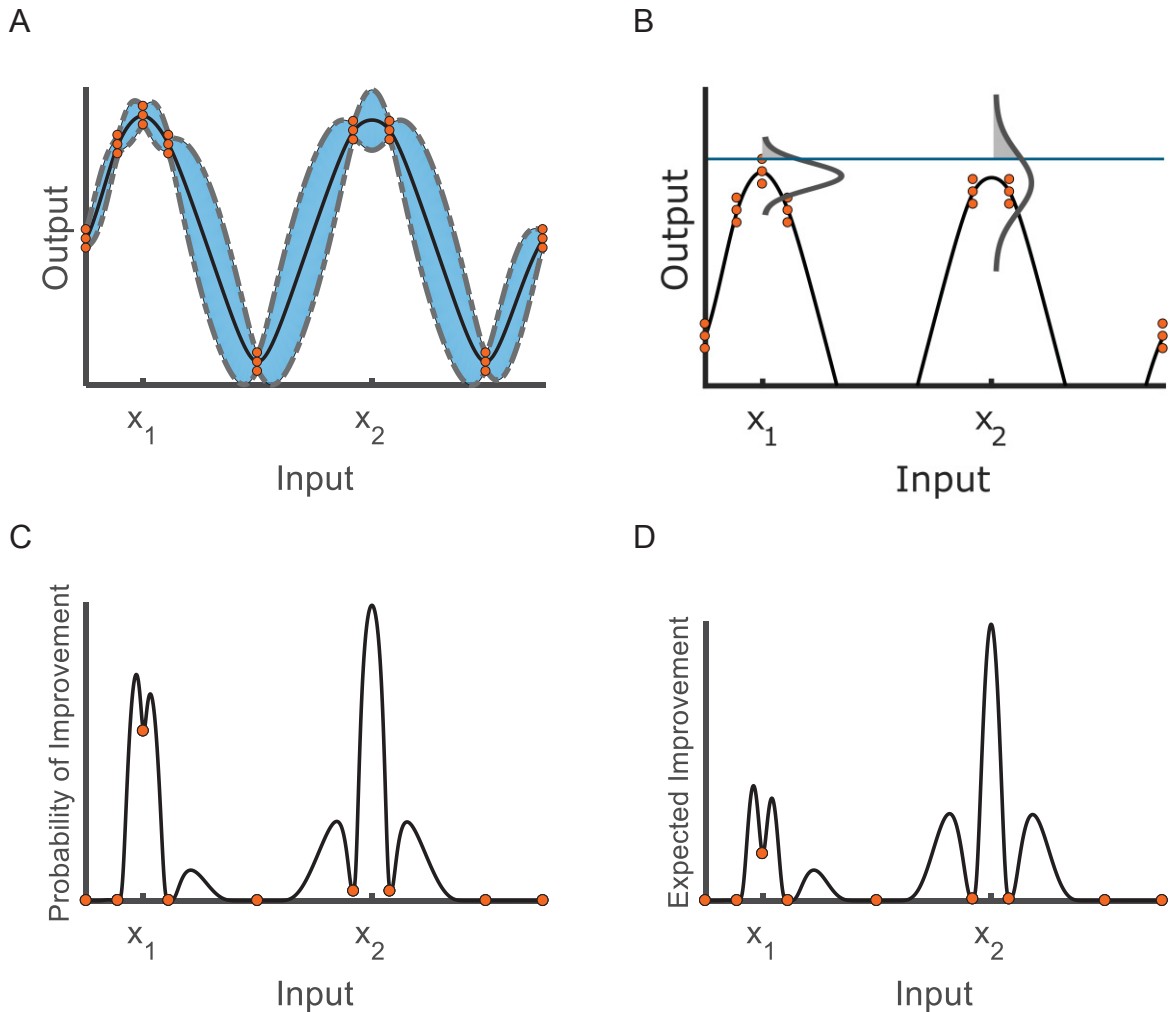 A
Output
x1
x2
Input
B
Output
x1
x2
Input
C
Probability of Improvement
x1
x2
Input
D
Expected Improvement
x1
x2
Input